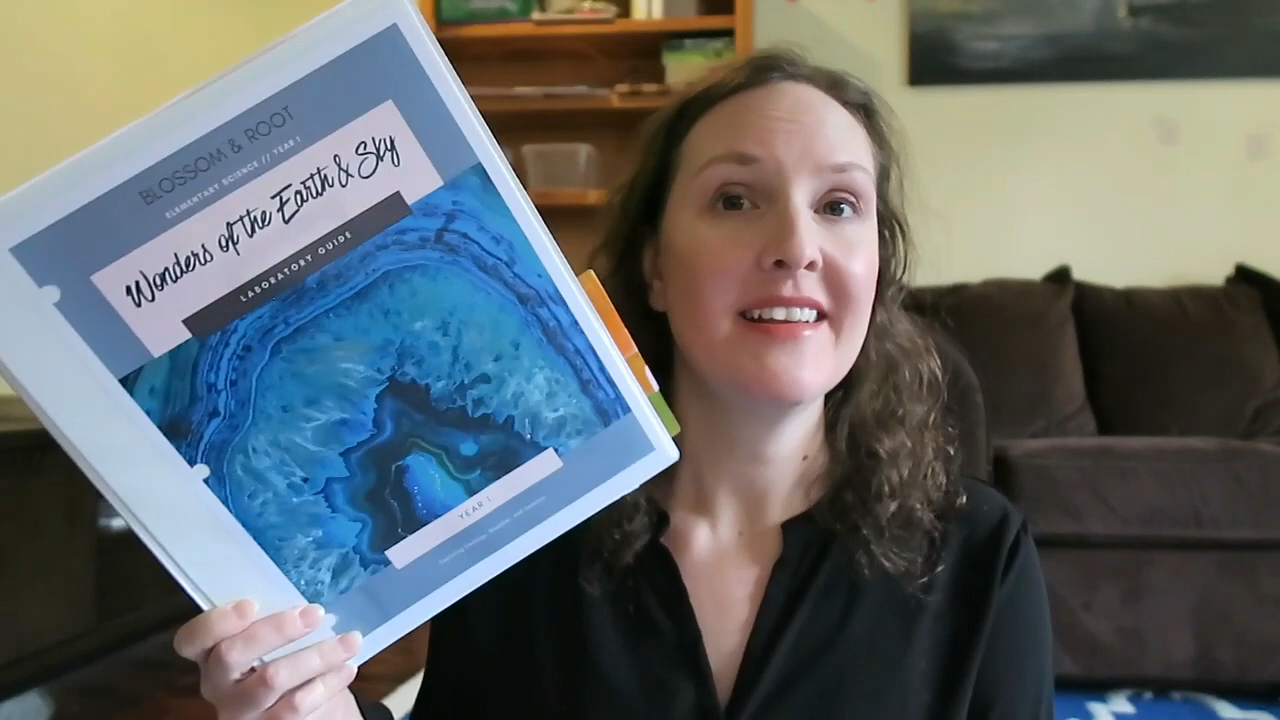 BLOSSOM & ROOT
ELEMENTARY SCIENCE // YEAR 1
Wonders of the Earth & Sky
LABORATORY GUIDE
YEAR 1